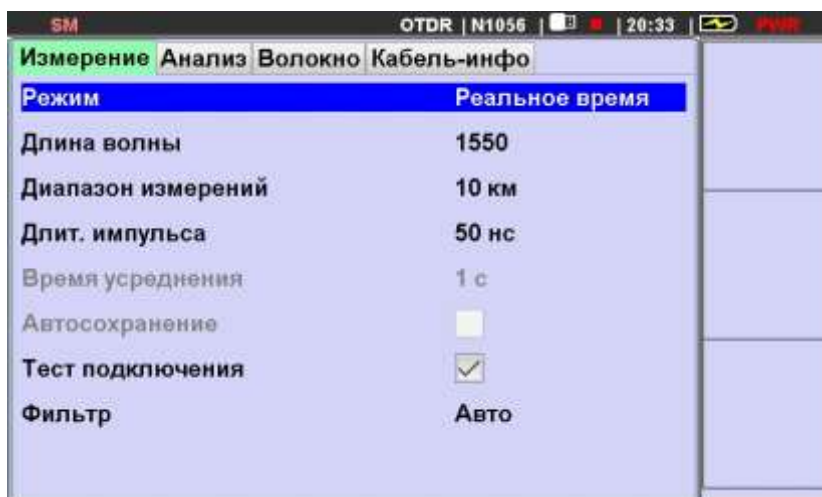 SM OTDR | N1056 | | 20:33 | PWR
Измерение Анализ Волокно Кабель-инфо
Режим Реальное время
Длина волны 1550
Диапазон измерений 10 км
Длит. импульса 50 нс
Время усреднения 1 с
Автосохранение
Тест подключения
Фильтр Авто